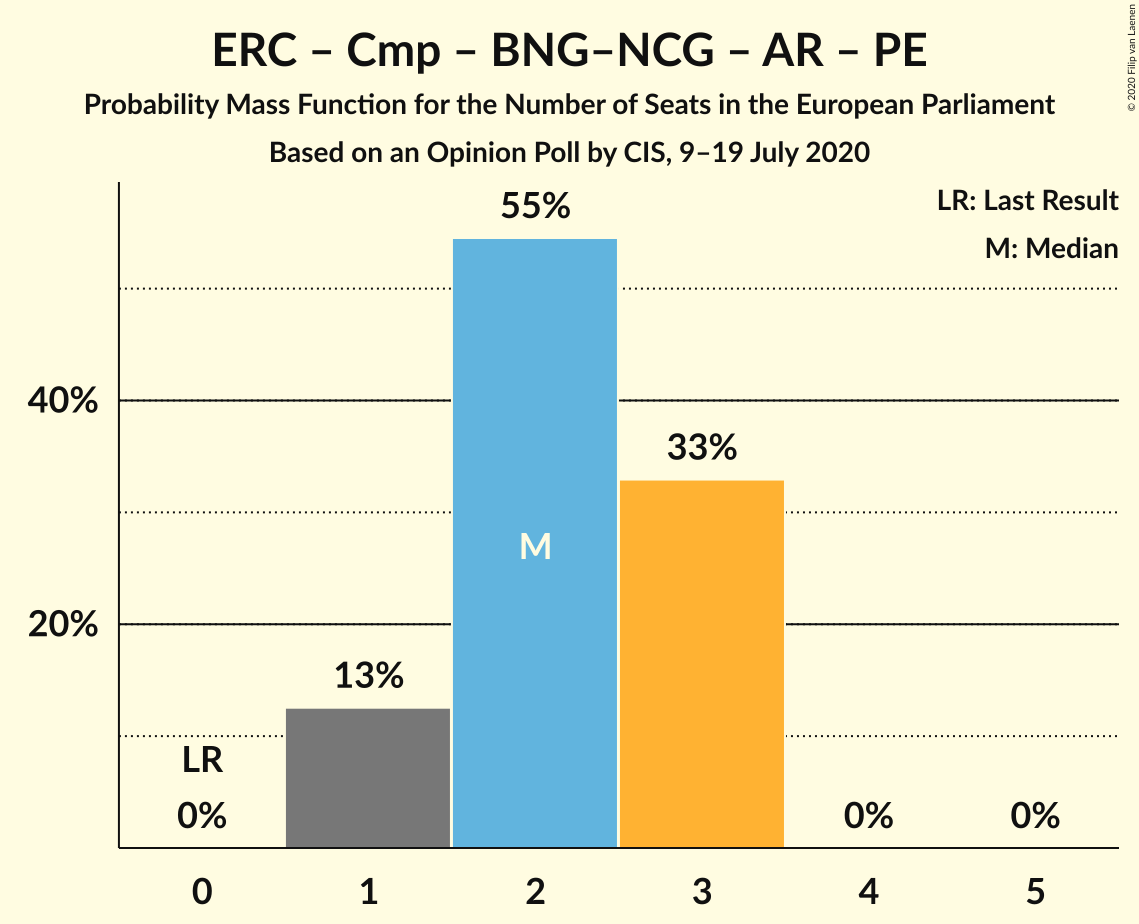 ERC – Cmp – BNG–NCG – AR – PE
Probability Mass Function for the Number of Seats in the European Parliament
Based on an Opinion Poll by CIS, 9–19 July 2020
© 2020 Filip van Laenen
LR: Last Result
M: Median
55%
40%
33%
M
20%
13%
LR
0%
0%
0%
0
1
2
3
4
5